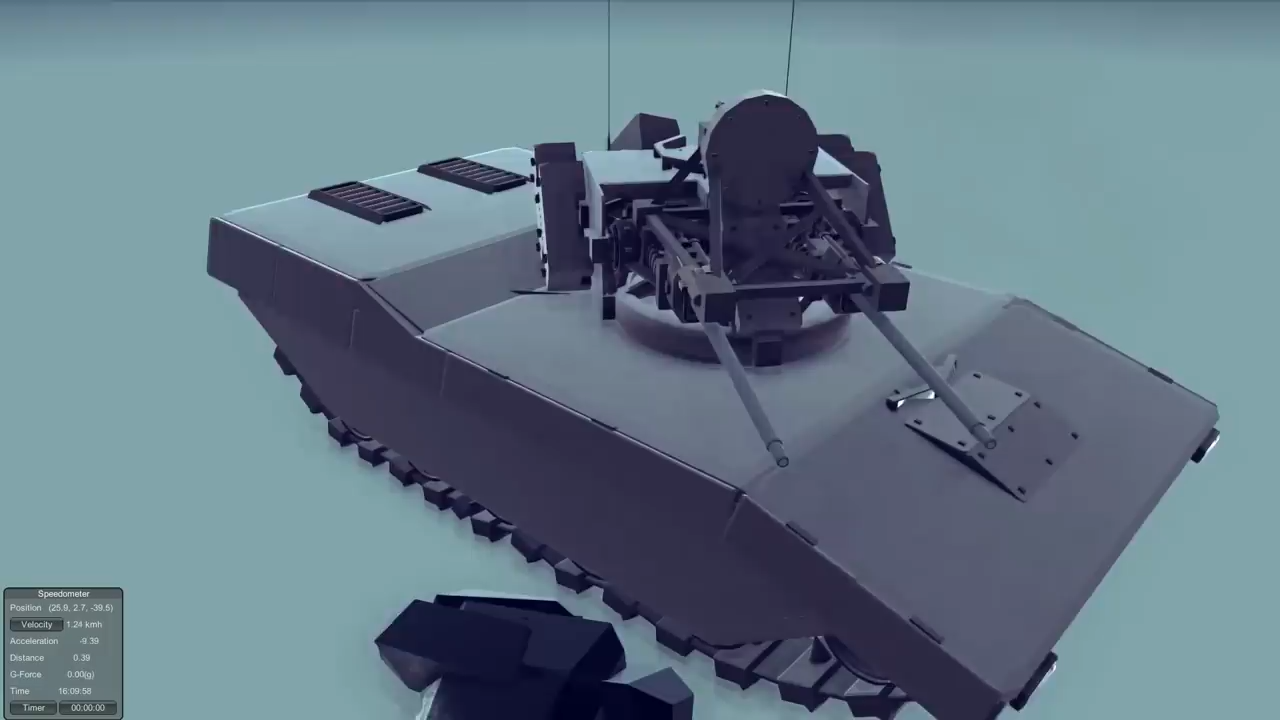 Speedometer
Position (25.9, 2.7, -39.5)
Velocity 1.24 kmh
Acceleration -9.39
Distance 0.39
G-Force 0.00(g)
Time 16:09:58
Timer 00:00:00